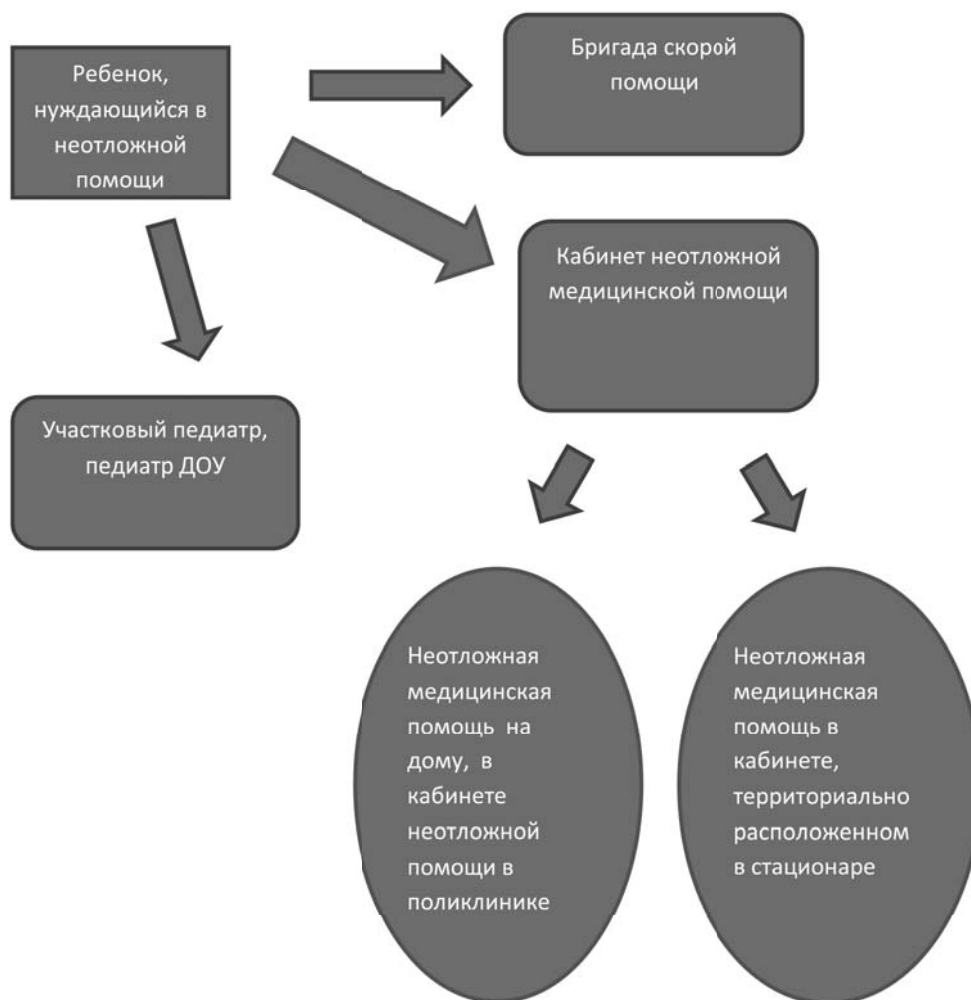 Ребенок,
нуждающийся в
неотложной
помощи
Бригада скорой
помощи
Кабинет неотложной
медицинской помощи
Участковый педиатр,
педиатр ДОУ
Неотложная
медицинская
помощь на
дому, в
кабинете
неотложной
помощи в
поликлинике
Неотложная
медицинская
помощь в
кабинете,
территориально
расположенном
в стационаре